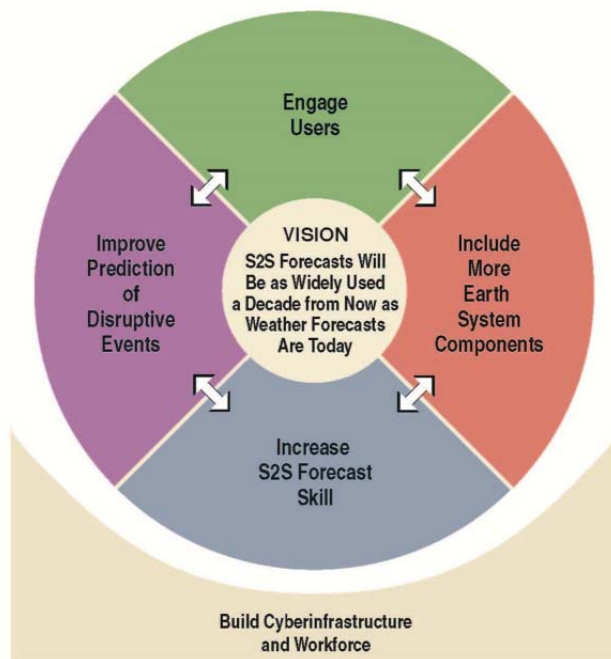 Engage
Users
Improve
Prediction
of
Disruptive
Events
VISION
S2S Forecasts Will
Be as Widely Used
a Decade from Now as
Weather Forecasts
Are Today
Include
More
Earth
System
Components
Increase
S2S Forecast
Skill
Build Cyberinfrastructure
and Workforce